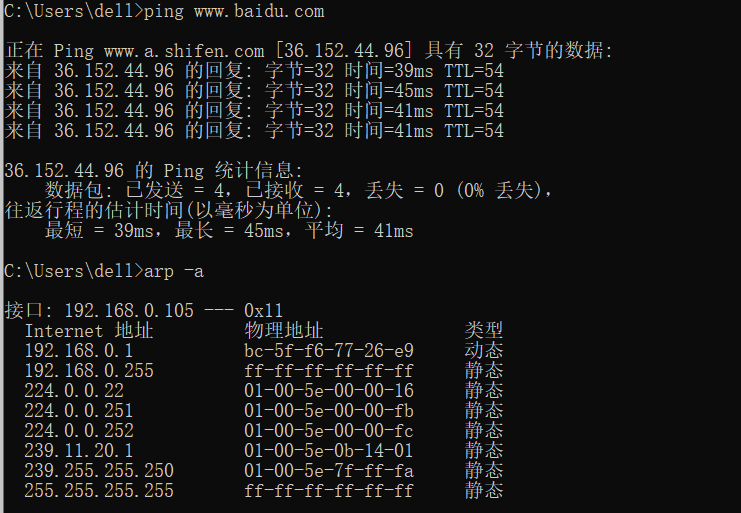 C:\Users\dell>ping www.baidu.com
正在 Ping www.a.shifen.com [36.152.44.96] 具有 32 字节的数据:
来自 36.152.44.96 的回复: 字节=32 时间=39ms TTL=54
来自 36.152.44.96 的回复: 字节=32 时间=45ms TTL=54
来自 36.152.44.96 的回复: 字节=32 时间=41ms TTL=54
来自 36.152.44.96 的回复: 字节=32 时间=41ms TTL=54
36.152.44.96 的 Ping 统计信息:
数据包: 已发送 = 4，已接收 = 4，丢失 = 0 (0% 丢失)，
往返行程的估计时间(以毫秒为单位):
最短 = 39ms，最长 = 45ms，平均 = 41ms
C:\Users\dell>arp -a
接口: 192.168.0.105 --- 0x11
Internet 地址 物理地址 类型
192.168.0.1 bc-5f-f6-77-26-e9 动态
192.168.0.255 ff-ff-ff-ff-ff-ff 静态
224.0.0.22 01-00-5e-00-00-16 静态
224.0.0.251 01-00-5e-00-00-fb 静态
224.0.0.252 01-00-5e-00-00-fc 静态
239.11.20.1 01-00-5e-0b-14-01 静态
239.255.255.250 01-00-5e-7f-ff-fa 静态
255.255.255.255 ff-ff-ff-ff-ff-ff 静态